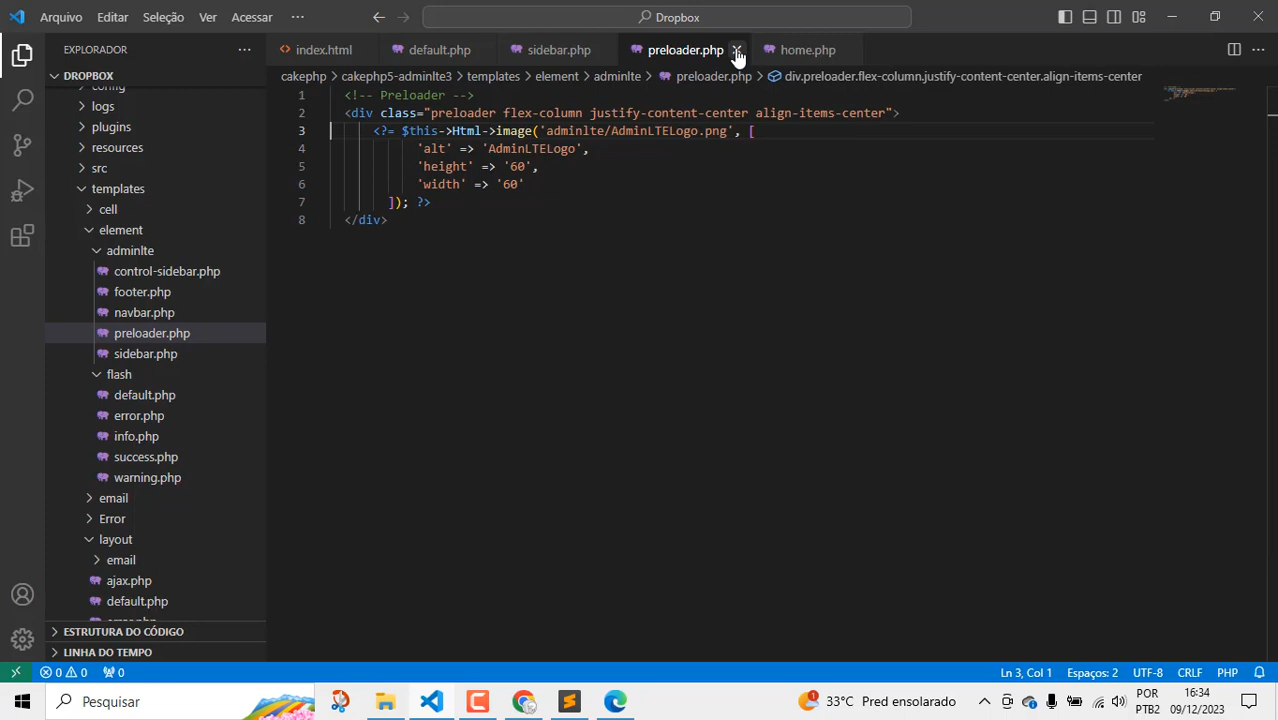 Arquivo Editar Seleção Ver Acessar ··· Dropbox
EXPLORADOR ··· index.html default.php sidebar.php preloader.php home.php
DROPBOX
cakephp > cakephp5-adminlte3 > templates > element > adminlte > preloader.php > div.preloader.flex-column.justify-content-center.align-items-center
config
logs
plugins
resources
src
templates
cell
element
adminlte
control-sidebar.php
footer.php
navbar.php
preloader.php
sidebar.php
flash
default.php
error.php
info.php
success.php
warning.php
email
Error
layout
email
ajax.php
default.php
ESTRUTURA DO CÓDIGO
LINHA DO TEMPO
1 <!-- Preloader -->
2 <div class="preloader flex-column justify-content-center align-items-center">
3 <?= $this->Html->image('adminlte/AdminLTELogo.png', [
4 'alt' => 'AdminLTELogo',
5 'height' => '60',
6 'width' => '60'
7 ]); ?>
8 </div>
0 0 0 Ln 3, Col 1 Espaços: 2 UTF-8 CRLF PHP
Pesquisar 1 33°C Pred ensolarado POR PTB2 16:34 09/12/2023